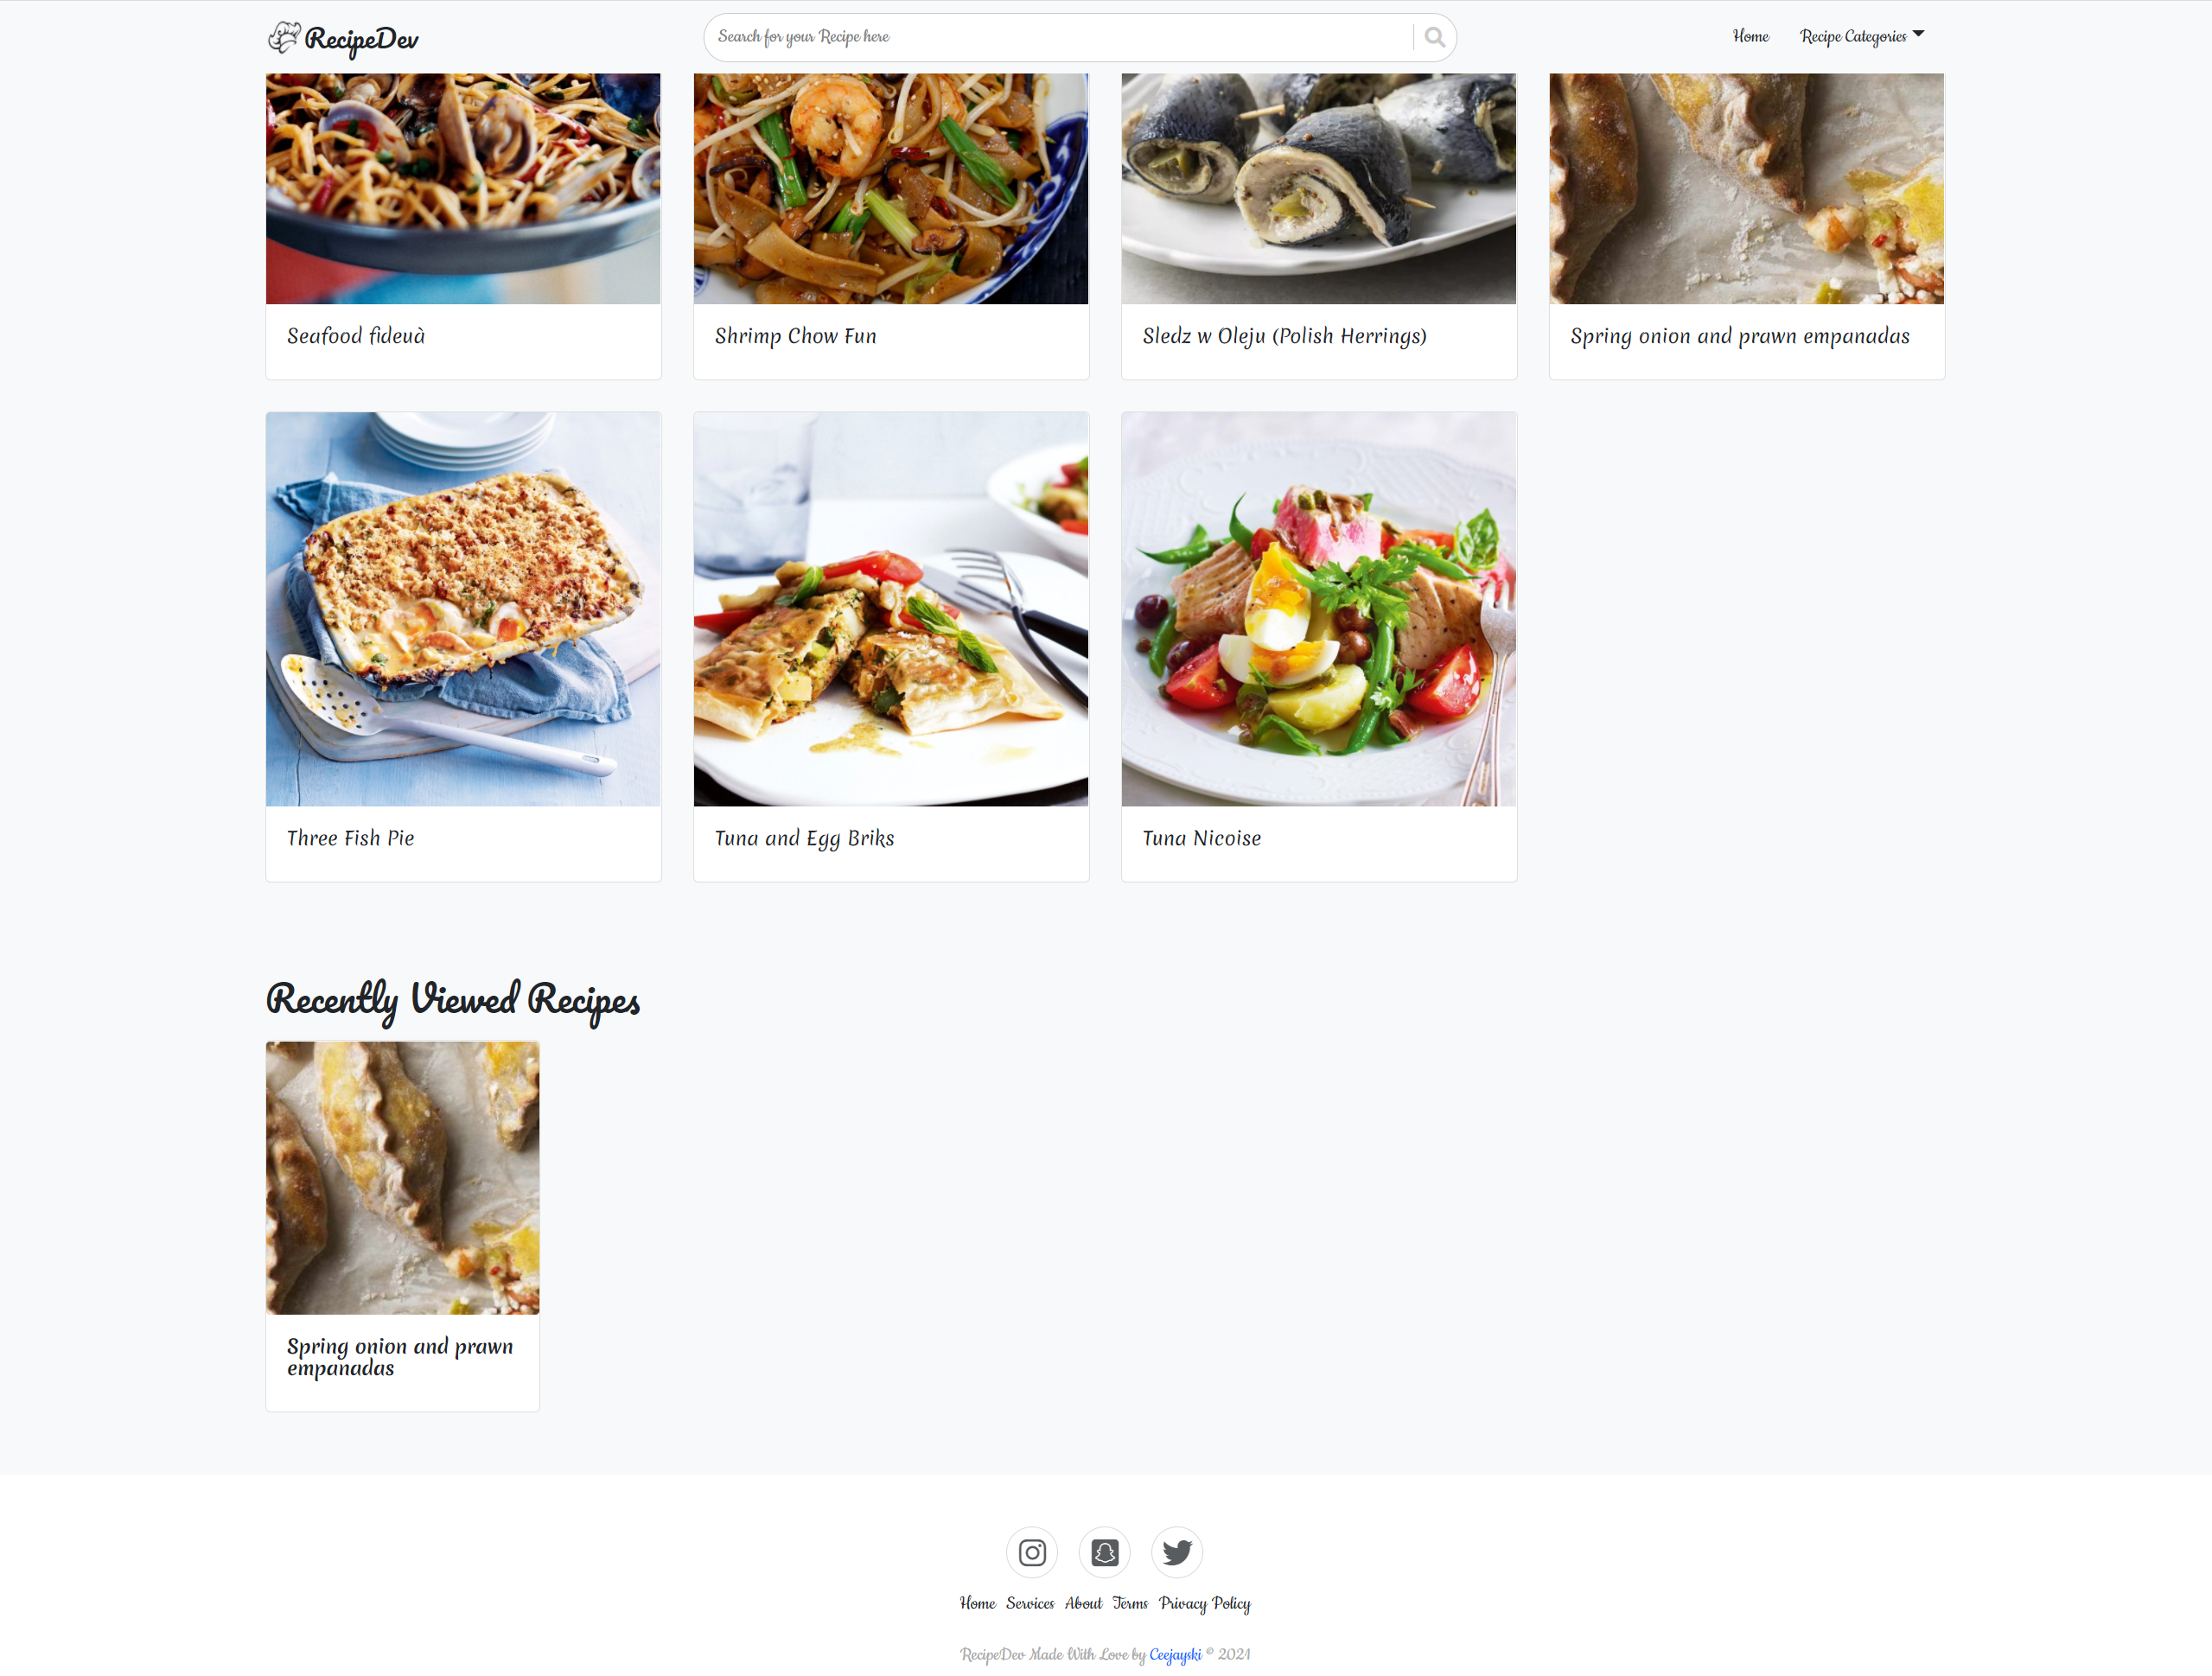 RecipeDev
Search for your Recipe here
Home
Recipe Categories
Seafood fideuà
Shrimp Chow Fun
Sledz w Oleju (Polish Herrings)
Spring onion and prawn empanadas
Three Fish Pie
Tuna and Egg Briks
Tuna Nicoise
Recently Viewed Recipes
Spring onion and prawn
empanadas
Home Services About Terms Privacy Policy
RecipeDev Made With Love by Ceejayski © 2021